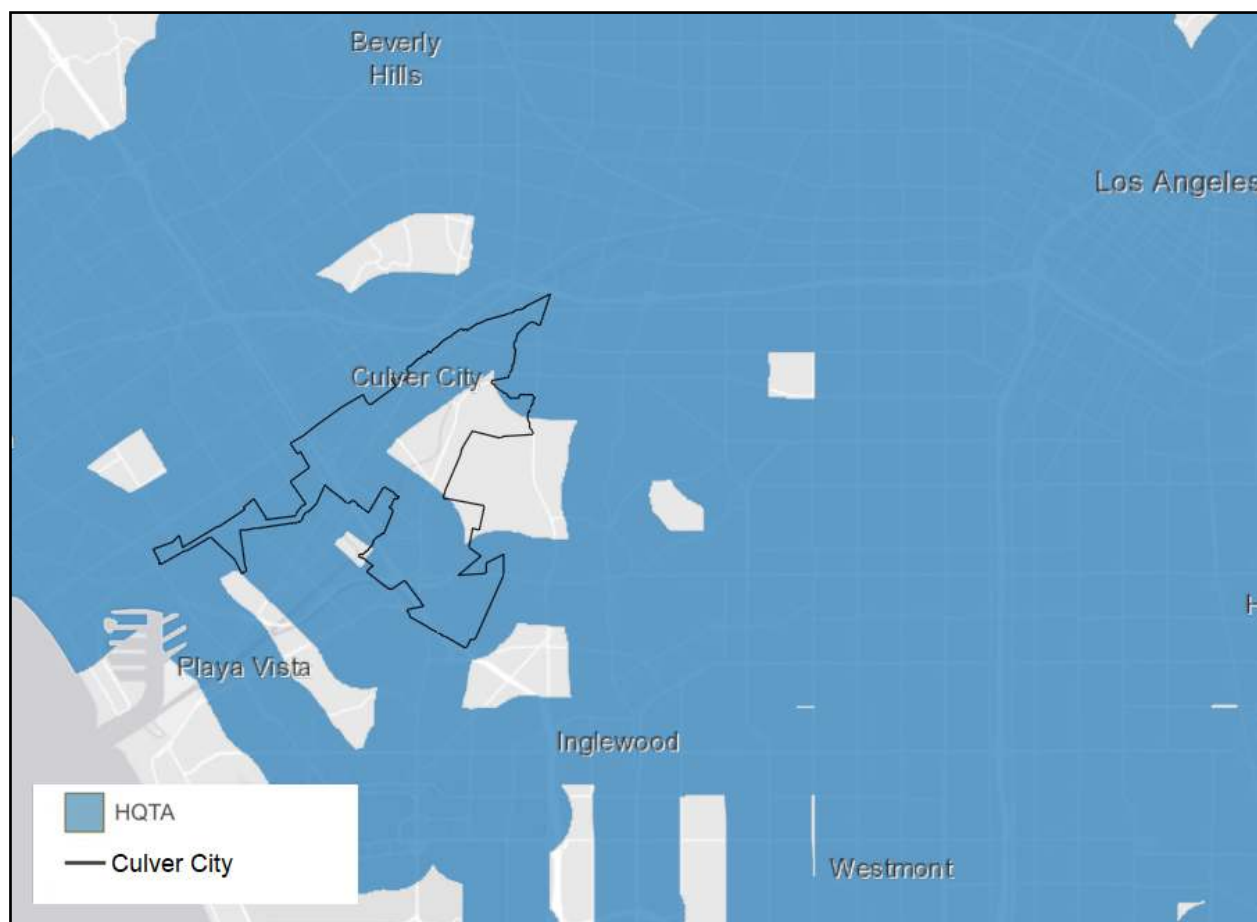 Beverly
Hills
Los Angeles
Culver City
Playa Vista
Inglewood
Westmont
H
HQTA
Culver City